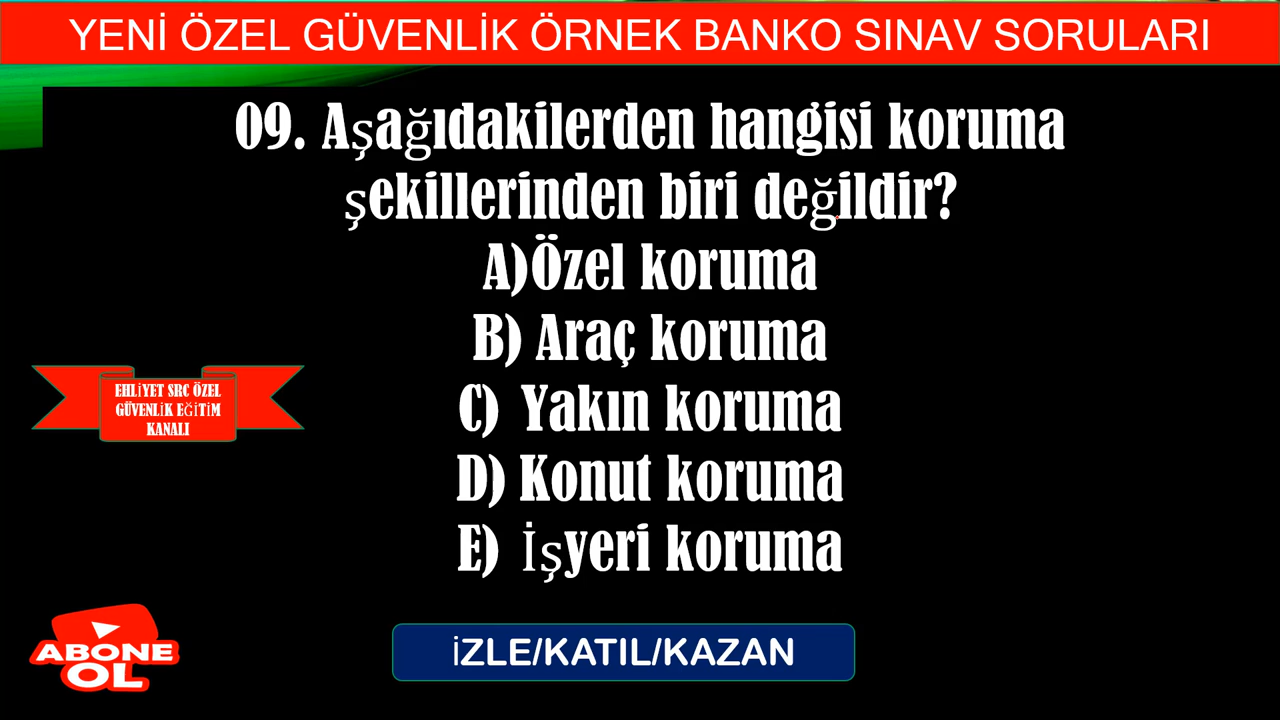 YENİ ÖZEL GÜVENLİK ÖRNEK BANKO SINAV SORULARI
09. Aşağıdakilerden hangisi koruma
şekillerinden biri değildir?
A)Özel koruma
B) Araç koruma
C) Yakın koruma
D) Konut koruma
E) İşyeri koruma
EHLİYET SRC ÖZEL
GÜVENLİK EĞİTİM
KANALI
ABONE
OL
İZLE/KATIL/KAZAN